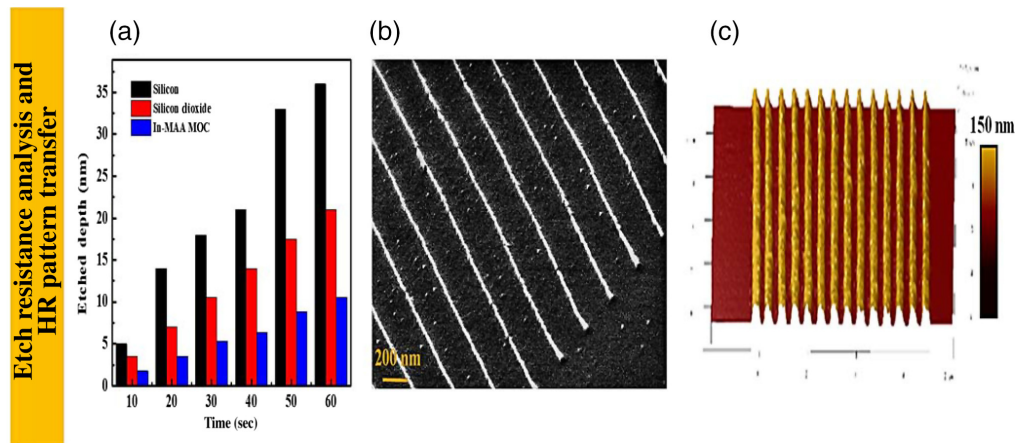 Etch resistance analysis and
HR pattern transfer
(a)
Silicon
Silicon dioxide
In-MAA MOC
Etched depth (nm)
35
30
25
20
15
10
5
0
10 20 30 40 50 60
Time (sec)
(b)
200 nm
(c)
150 nm